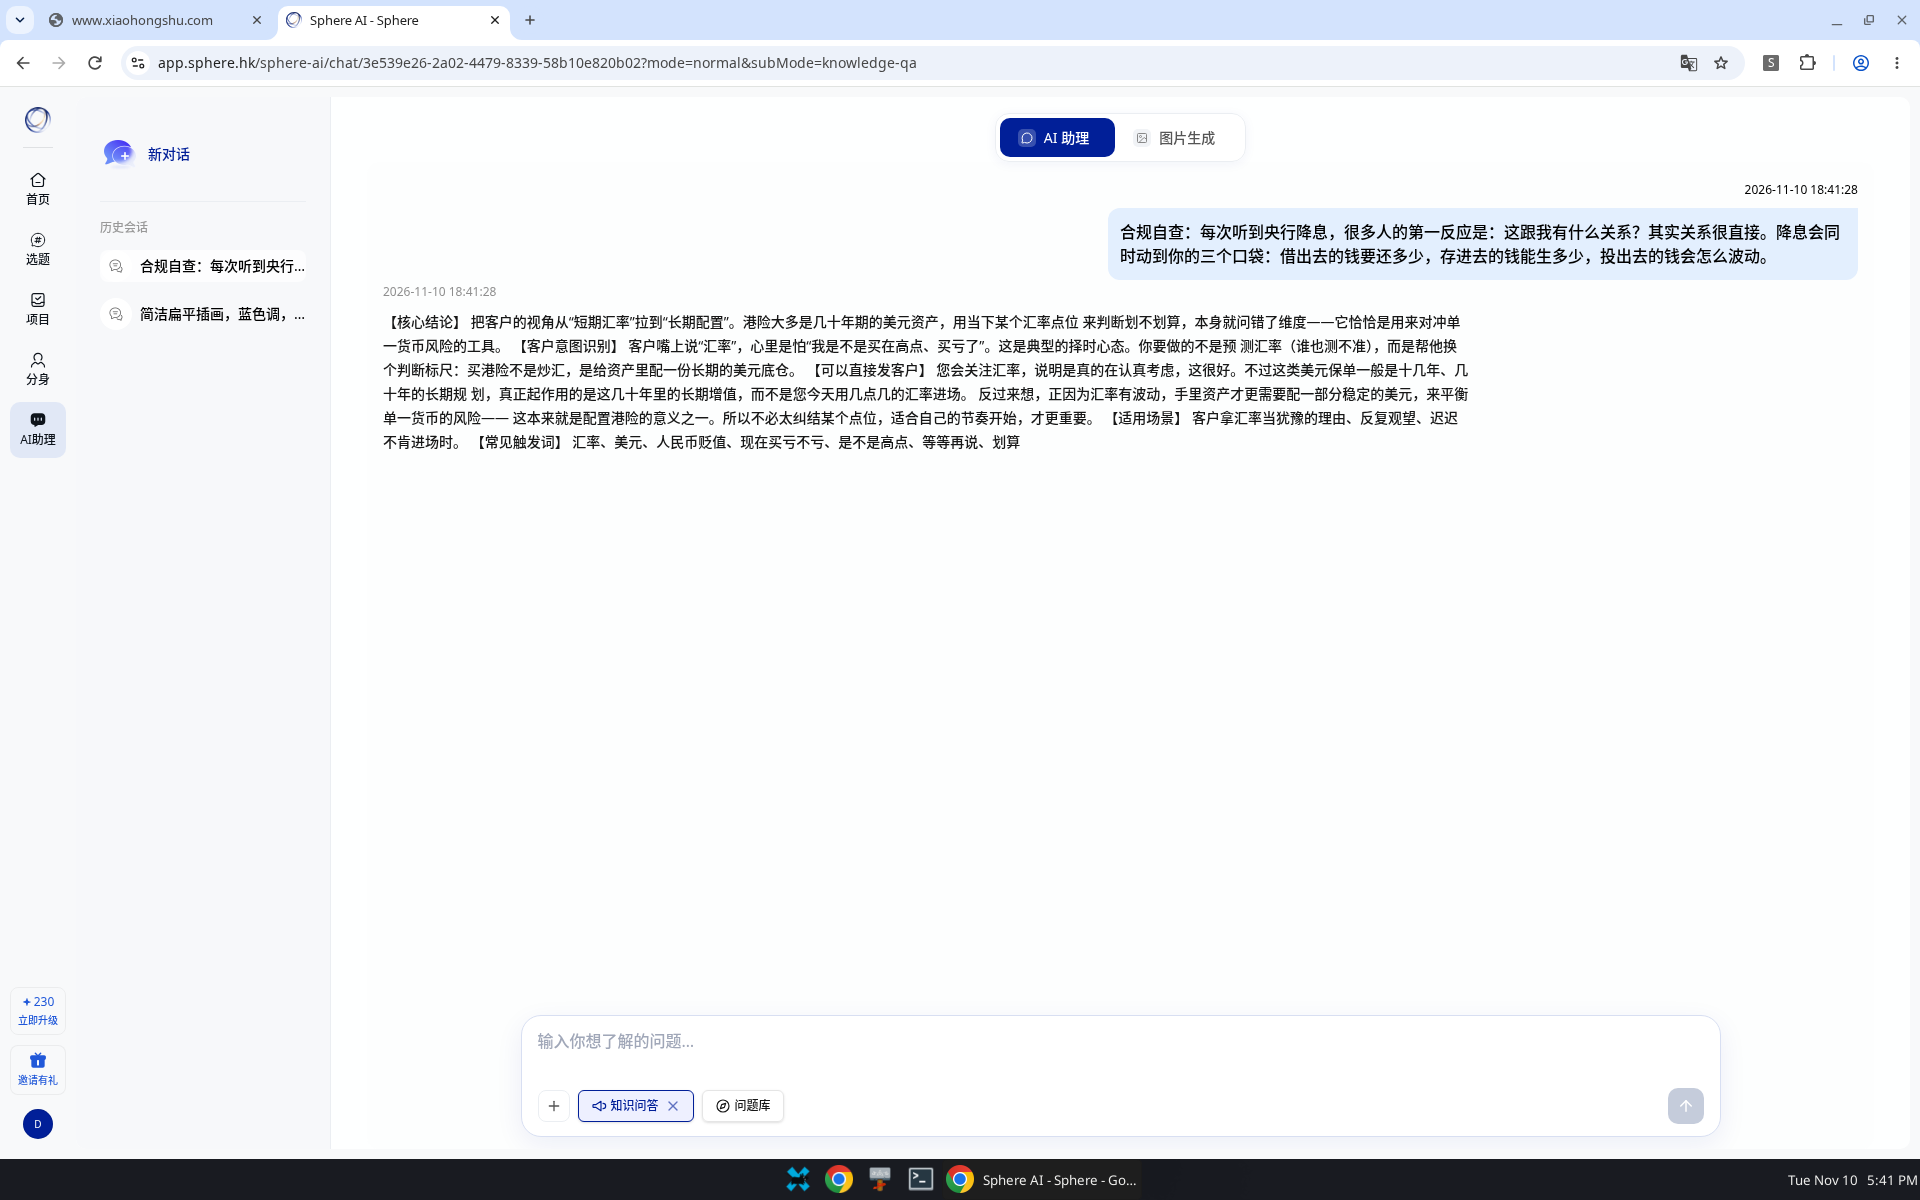 www.xiaohongshu.com
Sphere AI - Sphere
app.sphere.hk/sphere-ai/chat/3e539e26-2a02-4479-8339-58b10e820b02?mode=normal&subMode=knowledge-qa
S
首页
选题
项目
分身
AI助理
230
立即升级
邀请有礼
D
新对话
历史会话
合规自查：每次听到央行...
简洁扁平插画，蓝色调，...
AI 助理
图片生成
2026-11-10 18:41:28
合规自查：每次听到央行降息，很多人的第一反应是：这跟我有什么关系？其实关系很直接。降息会同
时动到你的三个口袋：借出去的钱要还多少，存进去的钱能生多少，投出去的钱会怎么波动。
2026-11-10 18:41:28
【核心结论】 把客户的视角从“短期汇率”拉到“长期配置”。港险大多是几十年期的美元资产，用当下某个汇率点位 来判断划不划算，本身就问错了维度——它恰恰是用来对冲单
一货币风险的工具。 【客户意图识别】 客户嘴上说“汇率”，心里是怕“我是不是买在高点、买亏了”。这是典型的择时心态。你要做的不是预 测汇率（谁也测不准），而是帮他换
个判断标尺：买港险不是炒汇，是给资产里配一份长期的美元底仓。 【可以直接发客户】 您会关注汇率，说明是真的在认真考虑，这很好。不过这类美元保单一般是十几年、几
十年的长期规 划，真正起作用的是这几十年里的长期增值，而不是您今天用几点几的汇率进场。 反过来想，正因为汇率有波动，手里资产才更需要配一部分稳定的美元，来平衡
单一货币的风险—— 这本来就是配置港险的意义之一。所以不必太纠结某个点位，适合自己的节奏开始，才更重要。 【适用场景】 客户拿汇率当犹豫的理由、反复观望、迟迟
不肯进场时。 【常见触发词】 汇率、美元、人民币贬值、现在买亏不亏、是不是高点、等等再说、划算
输入你想了解的问题...
知识问答
问题库
Sphere AI - Sphere - Go...
Tue Nov 10 5:41 PM